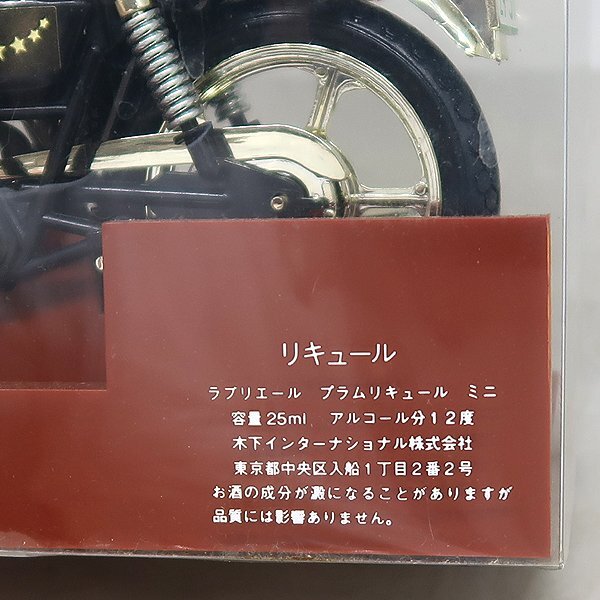 リキュール
ラブリエール プラムリキュール ミニ
容量25ml アルコール分12度
木下インターナショナル株式会社
東京都中央区入船1丁目2番2号
お酒の成分が澱になることがありますが
品質には影響ありません。